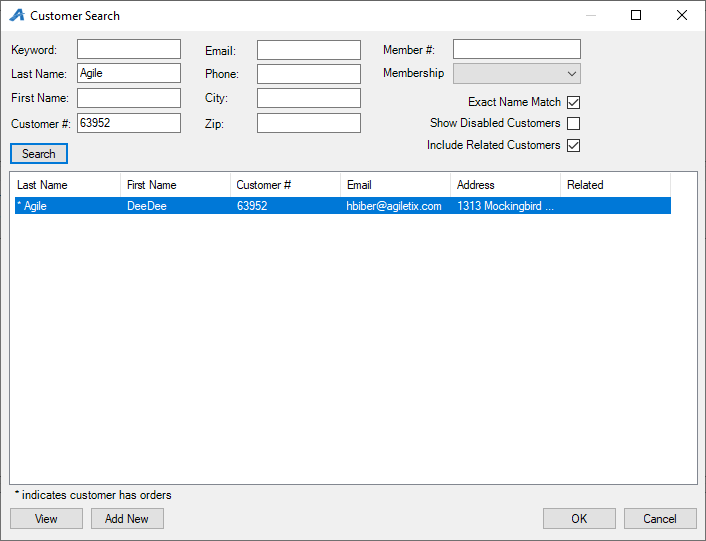 Customer Search
Keyword: Email: Member #:
Last Name: Agile Phone: Membership
First Name: City: Exact Name Match
Customer #: 63952 Zip: Show Disabled Customers
Include Related Customers
Search
Last Name First Name Customer # Email Address Related
* Agile DeeDee 63952 hbiber@agiletix.com 1313 Mockingbird ...
* indicates customer has orders
View Add New OK Cancel